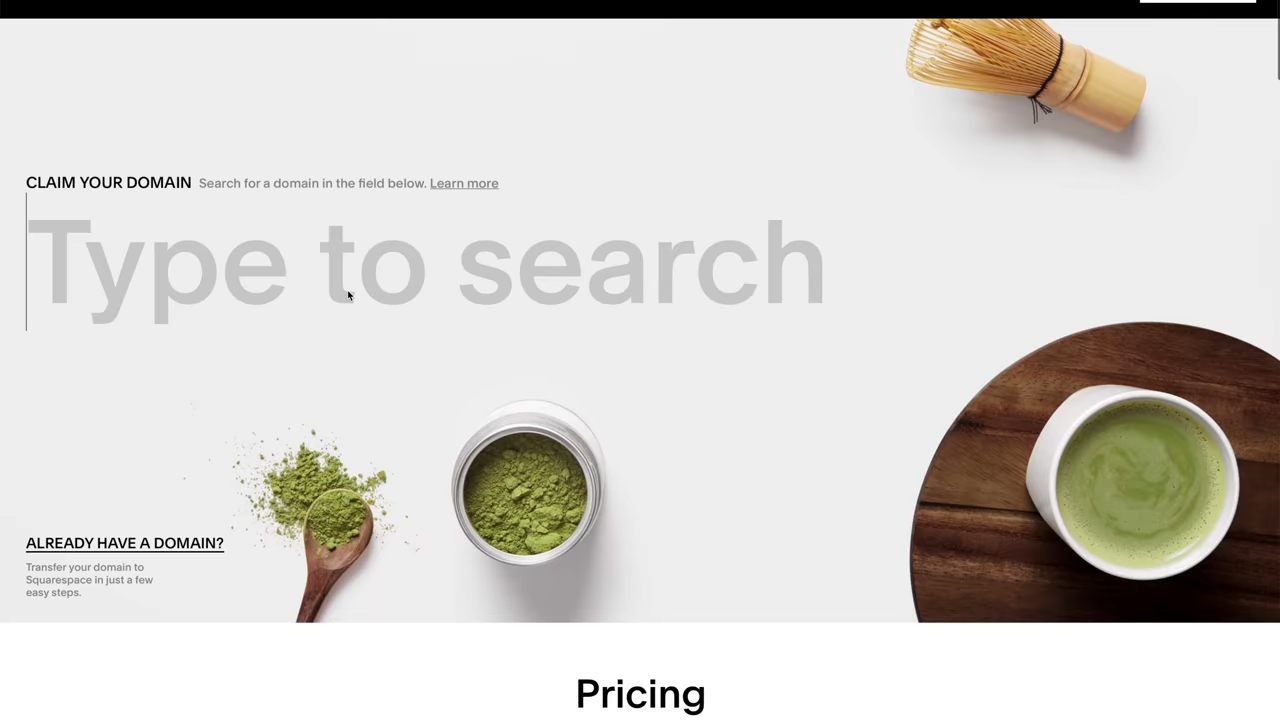 CLAIM YOUR DOMAIN Search for a domain in the field below. Learn more
Type to search
ALREADY HAVE A DOMAIN?
Transfer your domain to
Squarespace in just a few
easy steps.
Pricing